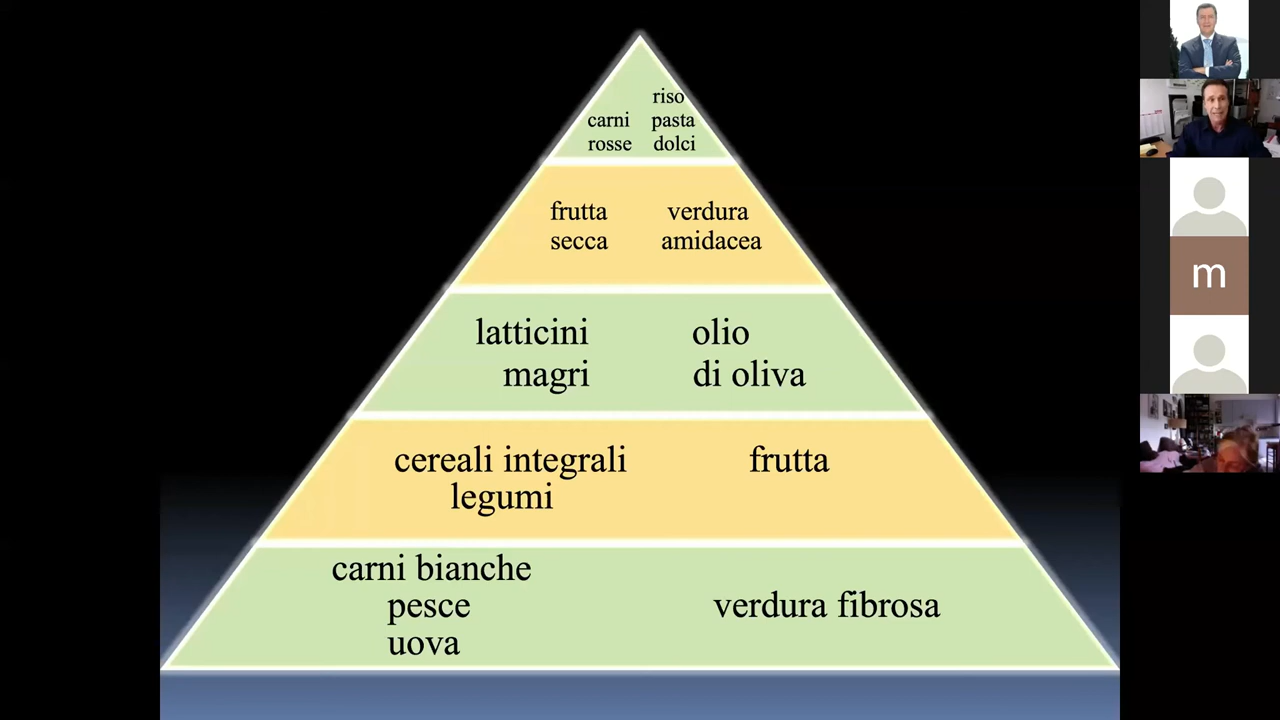 riso
carni pasta
rosse dolci
frutta verdura
secca amidacea
latticini olio
magri di oliva
cereali integrali frutta
legumi
carni bianche
pesce verdura fibrosa
uova
m